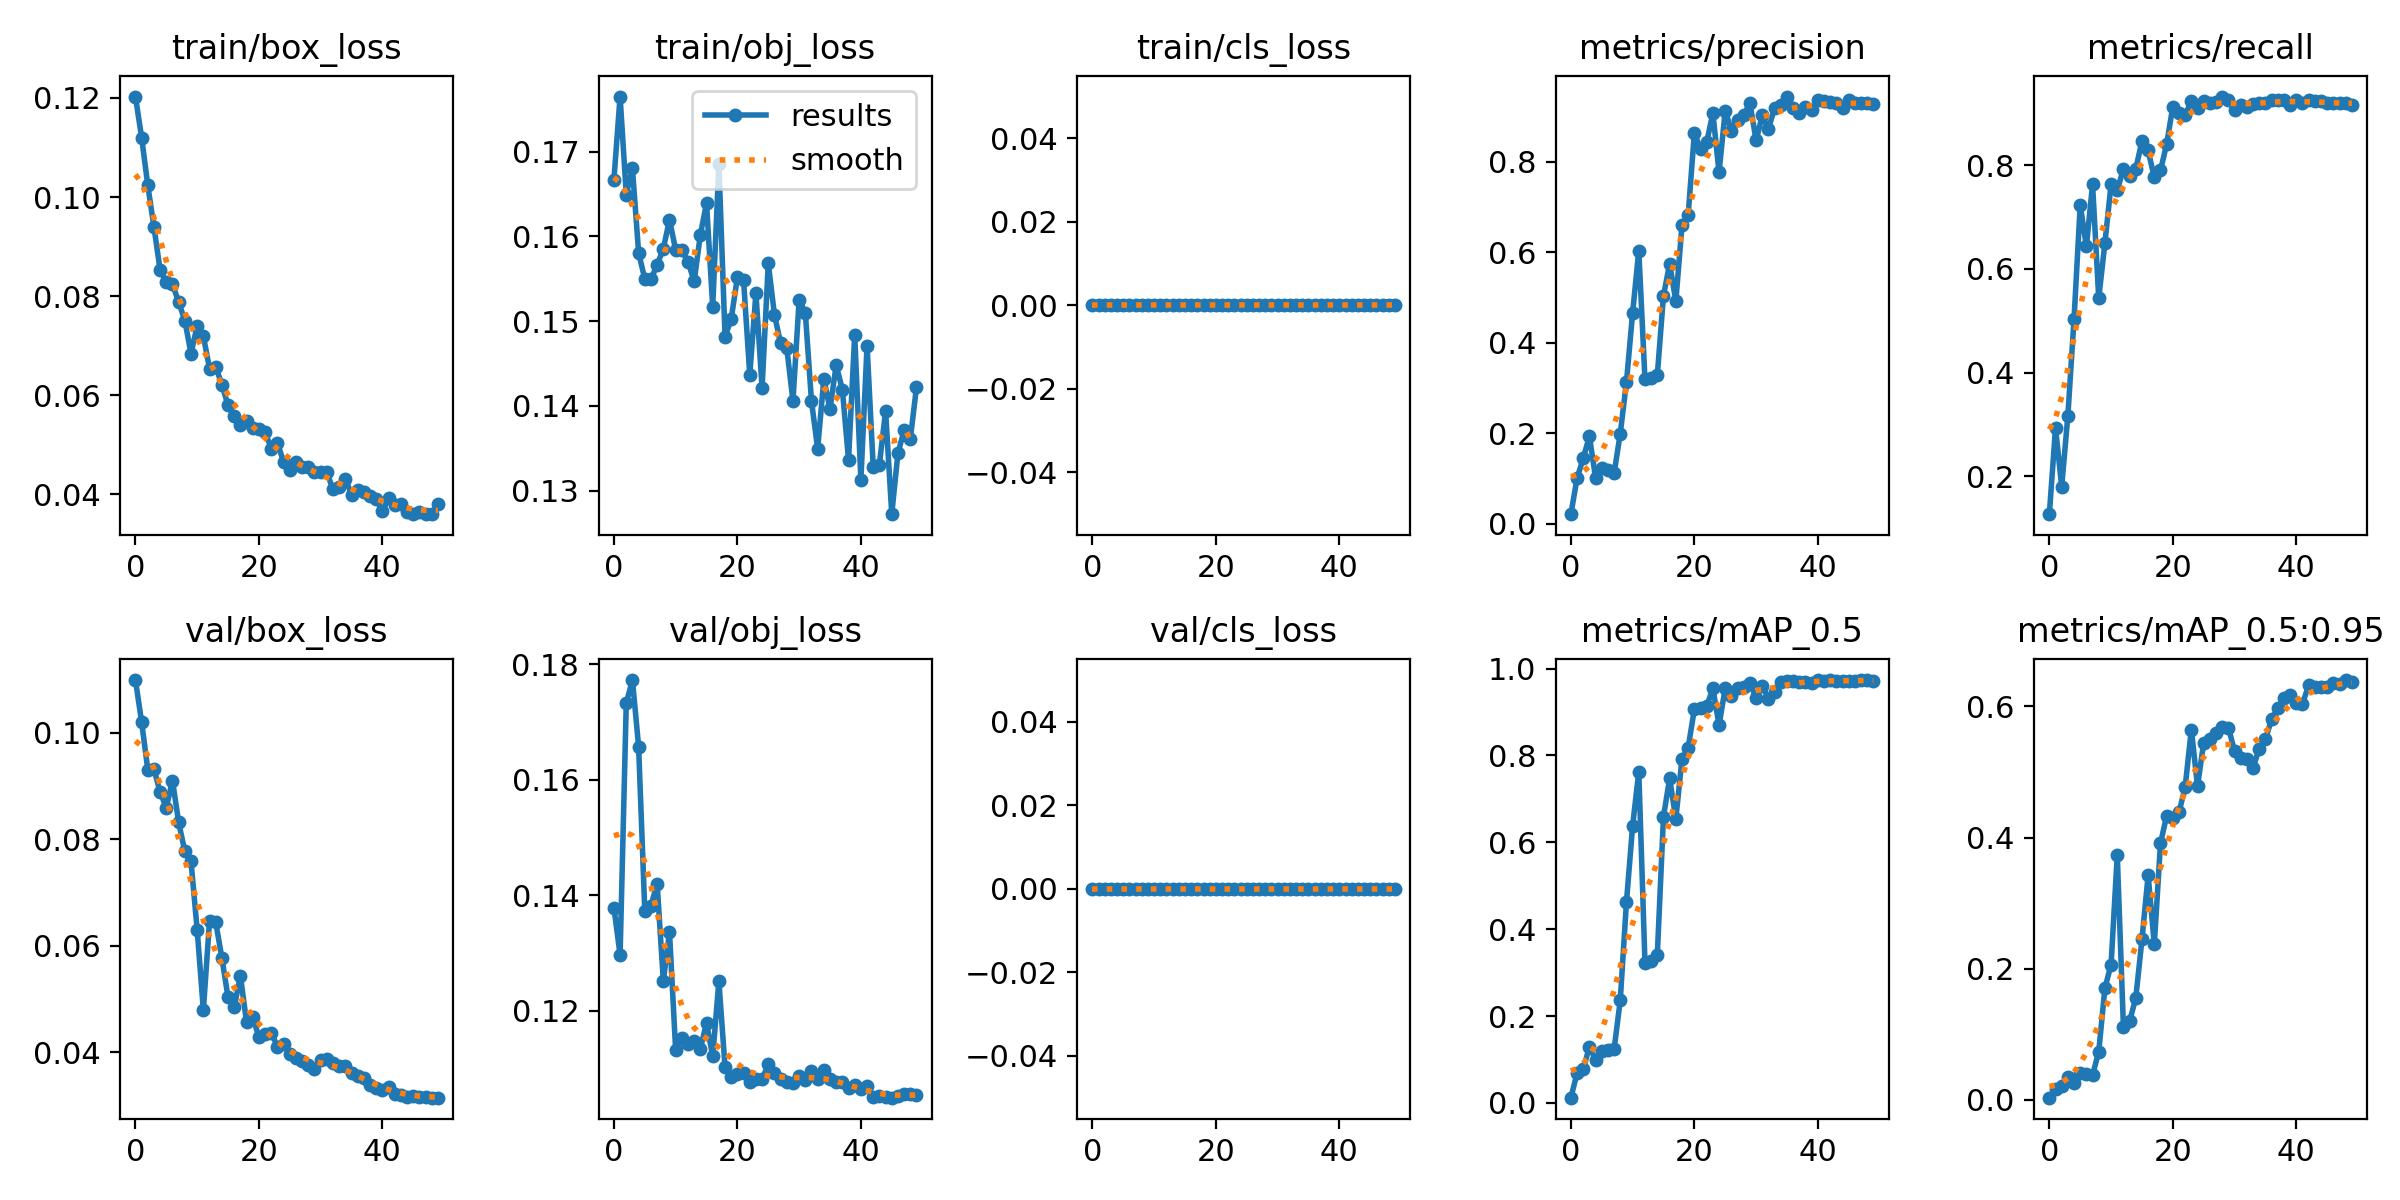 train/box_loss
0.12
0.10
0.08
0.06
0.04
0 20 40
train/obj_loss
results
smooth
0.17
0.16
0.15
0.14
0.13
0 20 40
train/cls_loss
0.04
0.02
0.00
−0.02
−0.04
0 20 40
metrics/precision
0.8
0.6
0.4
0.2
0.0
0 20 40
metrics/recall
0.8
0.6
0.4
0.2
0 20 40
val/box_loss
0.10
0.08
0.06
0.04
0 20 40
val/obj_loss
0.18
0.16
0.14
0.12
0 20 40
val/cls_loss
0.04
0.02
0.00
−0.02
−0.04
0 20 40
metrics/mAP_0.5
1.0
0.8
0.6
0.4
0.2
0.0
0 20 40
metrics/mAP_0.5:0.95
0.6
0.4
0.2
0.0
0 20 40